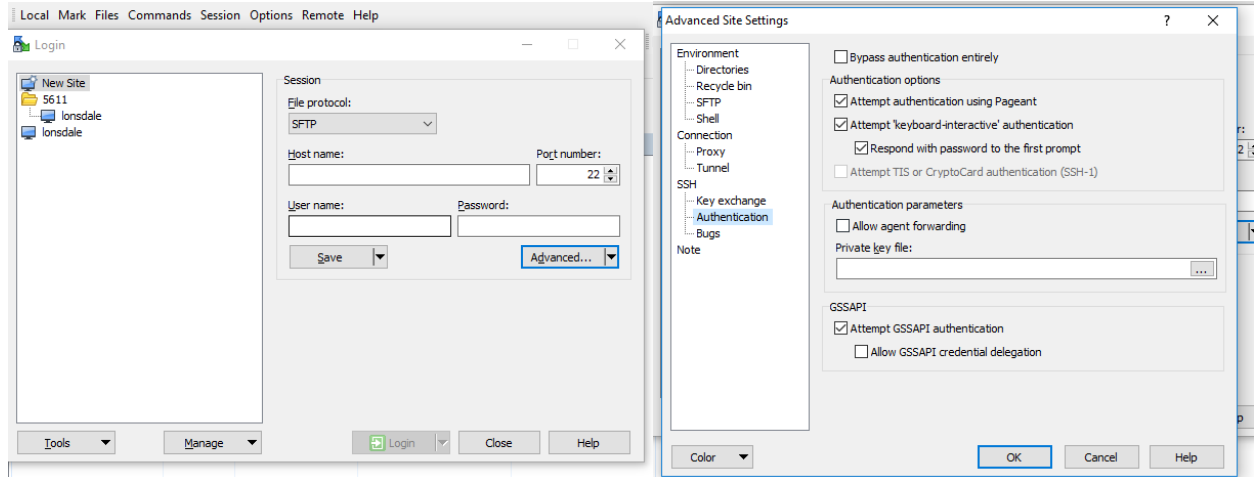 Local Mark Files Commands Session Options Remote Help
Login
New Site
5611
lonsdale
lonsdale
Session
File protocol:
SFTP
Host name:
Port number:
22
User name:
Password:
Save
Advanced...
Tools
Manage
Login
Close
Help
Advanced Site Settings
?
Environment
Directories
Recycle bin
SFTP
Shell
Connection
Proxy
Tunnel
SSH
Key exchange
Authentication
Bugs
Note
Bypass authentication entirely
Authentication options
Attempt authentication using Pageant
Attempt 'keyboard-interactive' authentication
Respond with password to the first prompt
Attempt TIS or CryptoCard authentication (SSH-1)
Authentication parameters
Allow agent forwarding
Private key file:
...
GSSAPI
Attempt GSSAPI authentication
Allow GSSAPI credential delegation
Color
OK
Cancel
Help
r:
2
p